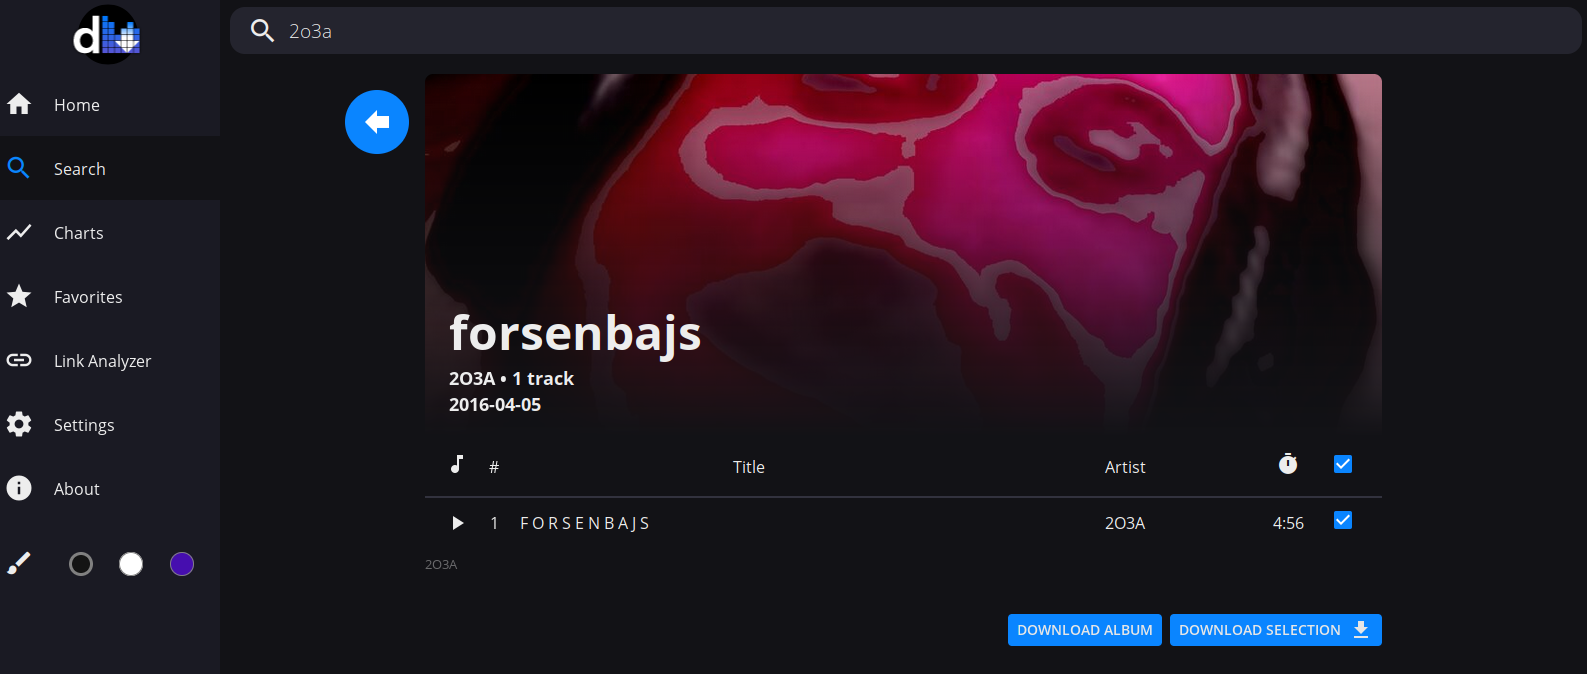 d
2o3a
Home
Search
Charts
Favorites
Link Analyzer
Settings
About
forsenbajs
2O3A • 1 track
2016-04-05
# Title Artist
1 F O R S E N B A J S 2O3A 4:56
2O3A
DOWNLOAD ALBUM DOWNLOAD SELECTION